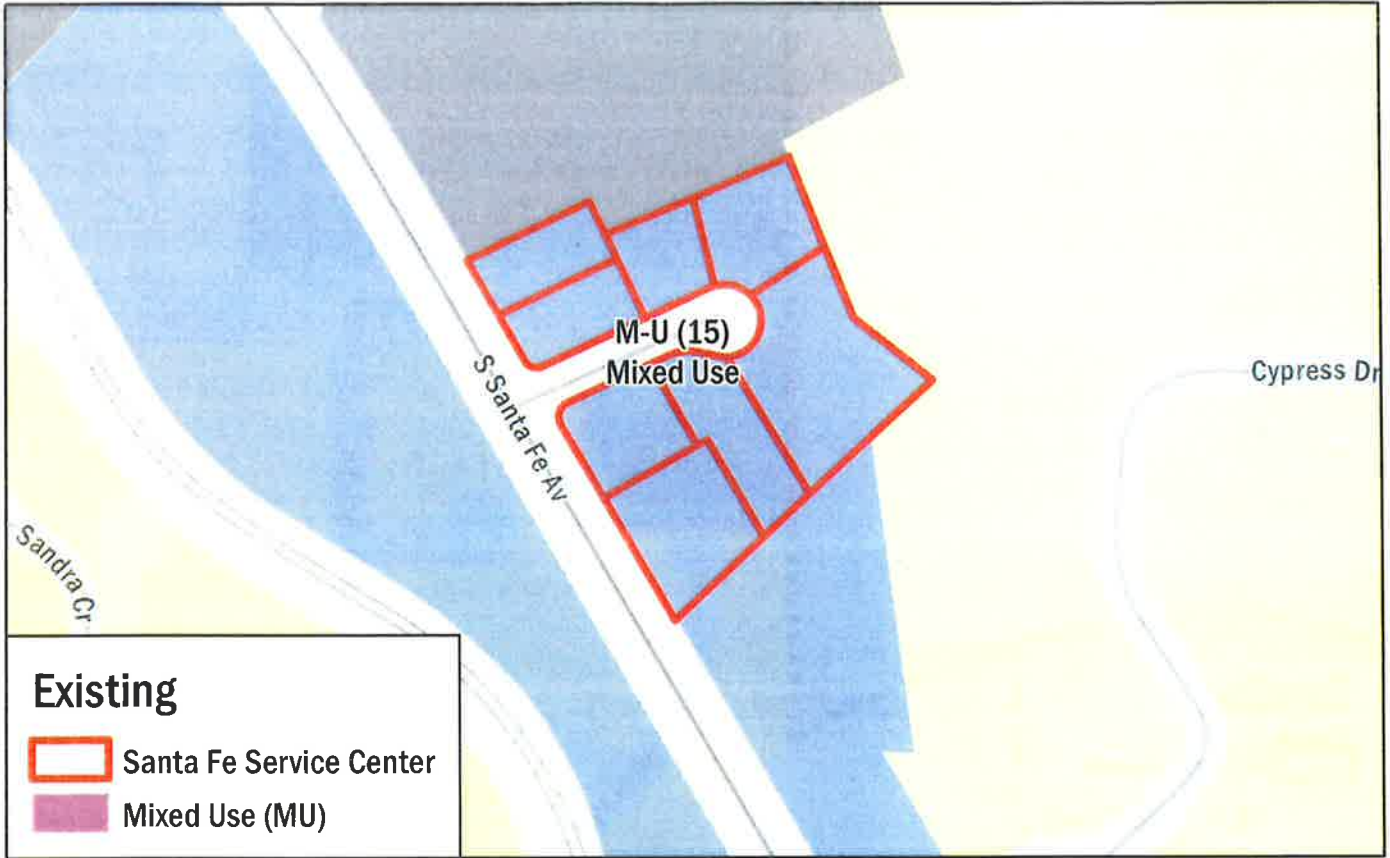 M-U (15)
Mixed Use
S Santa Fe Av
Cypress Dr
Sandra Cr
Existing
Santa Fe Service Center
Mixed Use (MU)